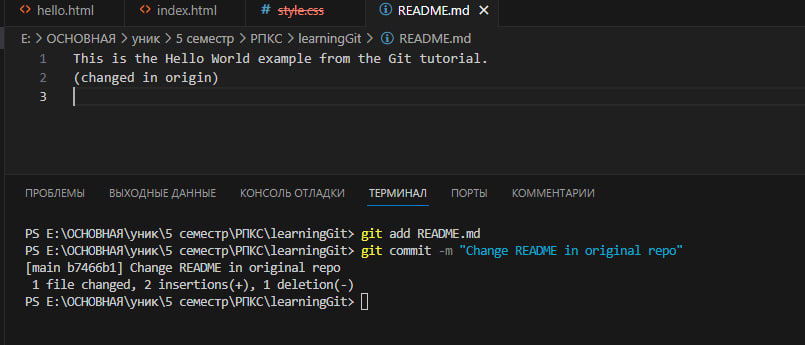 hello.html index.html style.css README.md
E: > ОСНОВНАЯ > уник > 5 семестр > РПКС > learningGit > README.md
1 This is the Hello World example from the Git tutorial.
2 (changed in origin)
3
ПРОБЛЕМЫ ВЫХОДНЫЕ ДАННЫЕ КОНСОЛЬ ОТЛАДКИ ТЕРМИНАЛ ПОРТЫ КОММЕНТАРИИ
PS E:\ОСНОВНАЯ\уник\5 семестр\РПКС\learningGit> git add README.md
PS E:\ОСНОВНАЯ\уник\5 семестр\РПКС\learningGit> git commit -m "Change README in original repo"
[main b7466b1] Change README in original repo
1 file changed, 2 insertions(+), 1 deletion(-)
PS E:\ОСНОВНАЯ\уник\5 семестр\РПКС\learningGit>